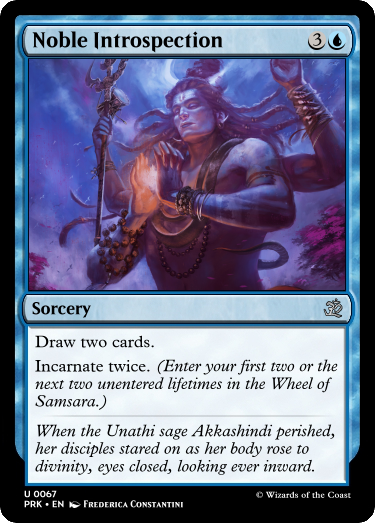 Noble Introspection 3
Sorcery
Draw two cards.
Incarnate twice. (Enter your first two or the
next two unentered lifetimes in the Wheel of
Samsara.)
When the Unathi sage Akkashindi perished,
her disciples stared on as her body rose to
divinity, eyes closed, looking ever inward.
U 0067
PRK • EN Frederica Constantini
© Wizards of the Coast